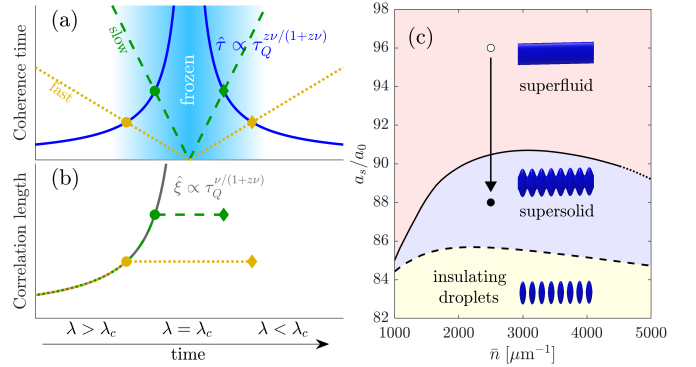 (a)
Coherence time
slow
fast
frozen
τ̂ ∝ τ_Q^{zν/(1+zν)}
(b)
Correlation length
ξ̂ ∝ τ_Q^{ν/(1+zν)}
λ > λ_c λ = λ_c λ < λ_c
time
(c)
a_s/a_0
98
96
94
92
90
88
86
84
82
superfluid
supersolid
insulating
droplets
1000 2000 3000 4000 5000
n̄ [μm⁻¹]